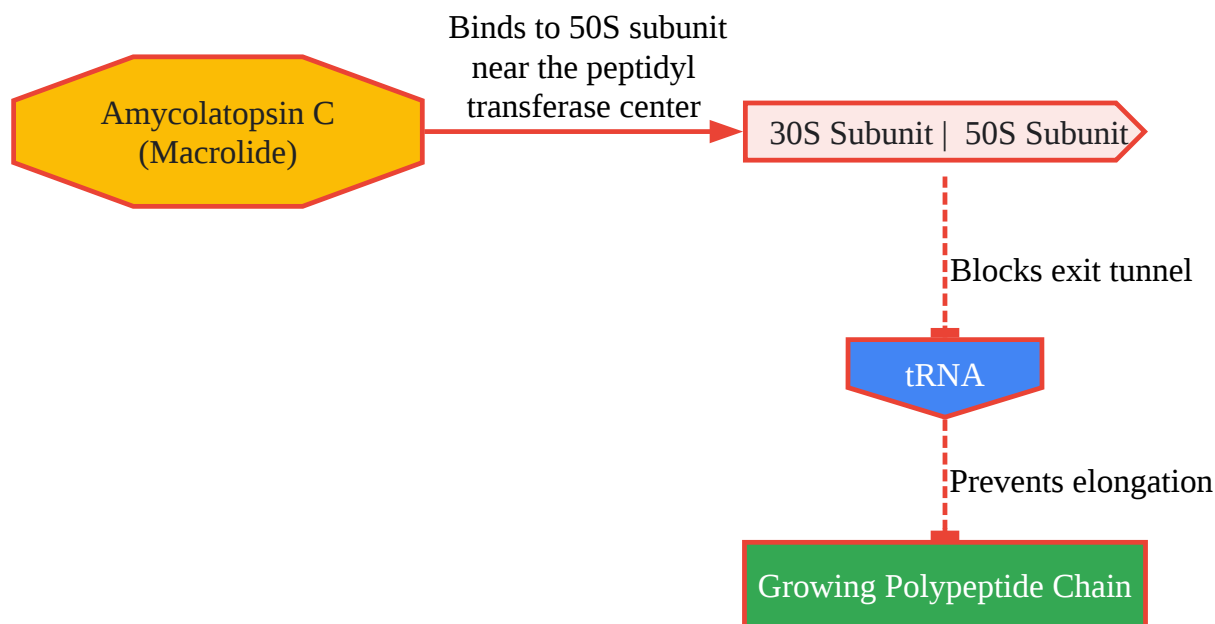 Binds to 50S subunit
near the peptidyl
transferase center
Amycolatopsin C
(Macrolide)
30S Subunit | 50S Subunit
Blocks exit tunnel
tRNA
Prevents elongation
Growing Polypeptide Chain